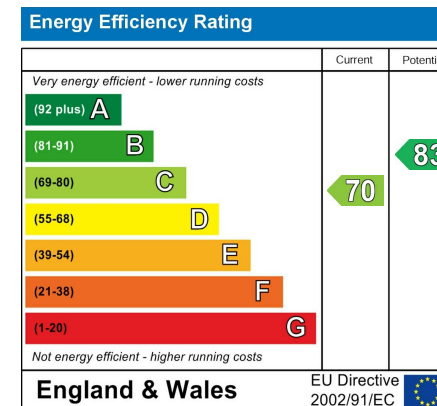 Energy Efficiency Rating
Current Potenti
Very energy efficient - lower running costs
(92 plus) A
(81-91) B
83
(69-80) C
70
(55-68) D
(39-54) E
(21-38) F
(1-20) G
Not energy efficient - higher running costs
England & Wales
EU Directive
2002/91/EC